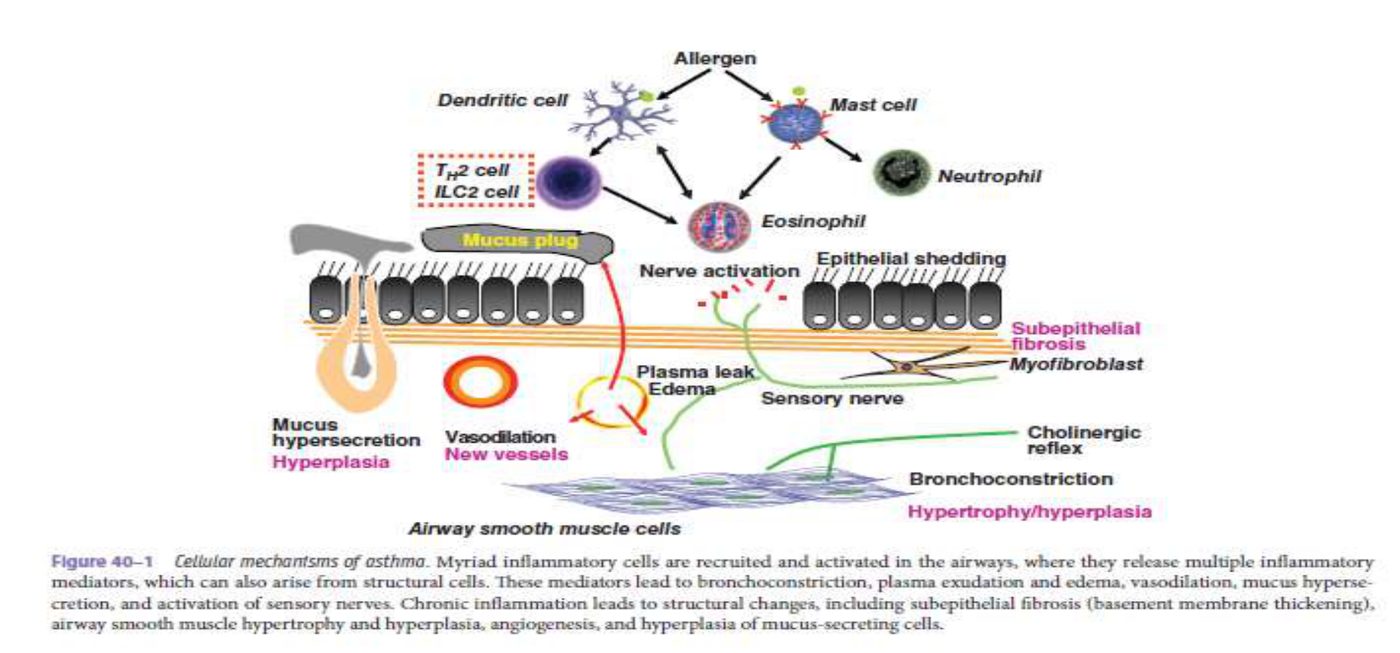 Allergen
Dendritic cell
Mast cell
TH2 cell
ILC2 cell
Neutrophil
Eosinophil
Mucus plug
Nerve activation
Epithelial shedding
Subepithelial
fibrosis
Myofibroblast
Plasma leak
Edema
Sensory nerve
Mucus
hypersecretion
Hyperplasia
Vasodilation
New vessels
Cholinergic
reflex
Bronchoconstriction
Hypertrophy/hyperplasia
Airway smooth muscle cells
Figure 40–1 Cellular mechanisms of asthma. Myriad inflammatory cells are recruited and activated in the airways, where they release multiple inflammatory
mediators, which can also arise from structural cells. These mediators lead to bronchoconstriction, plasma exudation and edema, vasodilation, mucus hyperse-
cretion, and activation of sensory nerves. Chronic inflammation leads to structural changes, including subepithelial fibrosis (basement membrane thickening),
airway smooth muscle hypertrophy and hyperplasia, angiogenesis, and hyperplasia of mucus-secreting cells.